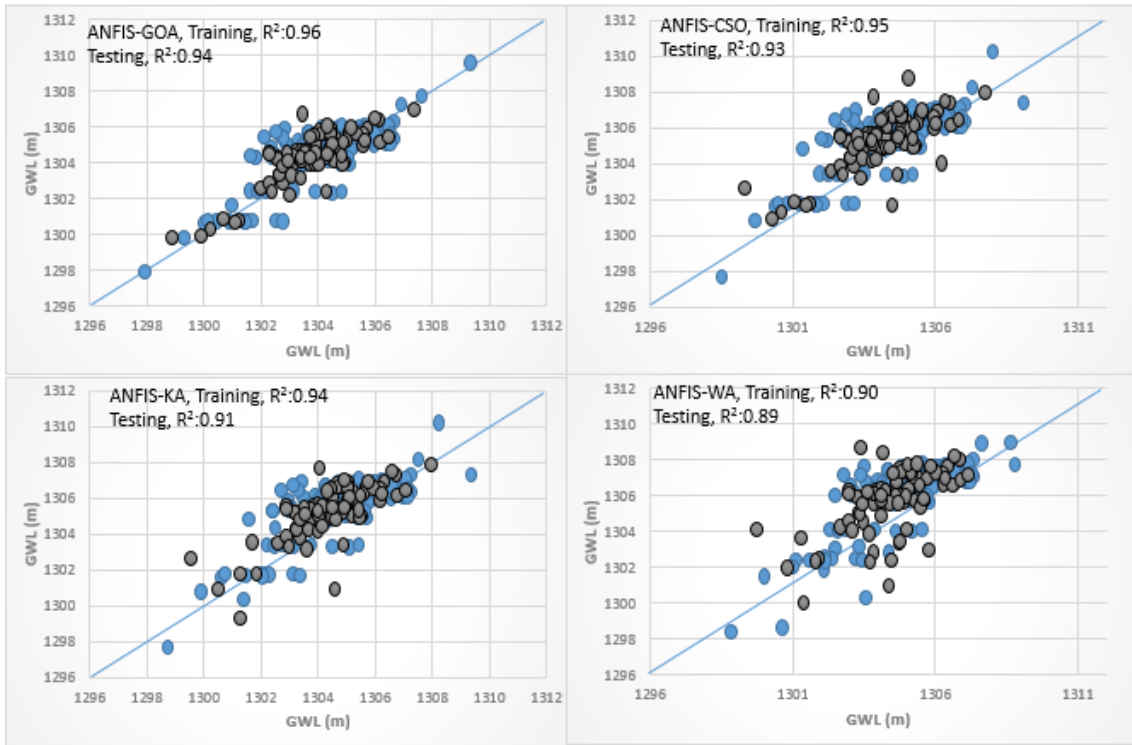 ANFIS-GOA, Training, R²:0.96
Testing, R²:0.94
1312
1310
1308
1306
1304
1302
1300
1298
1296
GWL (m)
1296 1298 1300 1302 1304 1306 1308 1310 1312
GWL (m)
ANFIS-CSO, Training, R²:0.95
Testing, R²:0.93
1312
1310
1308
1306
1304
1302
1300
1298
1296
GWL (m)
1296 1301 1306 1311
GWL (m)
ANFIS-KA, Training, R²:0.94
Testing, R²:0.91
1312
1310
1308
1306
1304
1302
1300
1298
1296
GWL (m)
1296 1298 1300 1302 1304 1306 1308 1310 1312
GWL (m)
ANFIS-WA, Training, R²:0.90
Testing, R²:0.89
1312
1310
1308
1306
1304
1302
1300
1298
1296
GWL (m)
1296 1301 1306 1311
GWL (m)